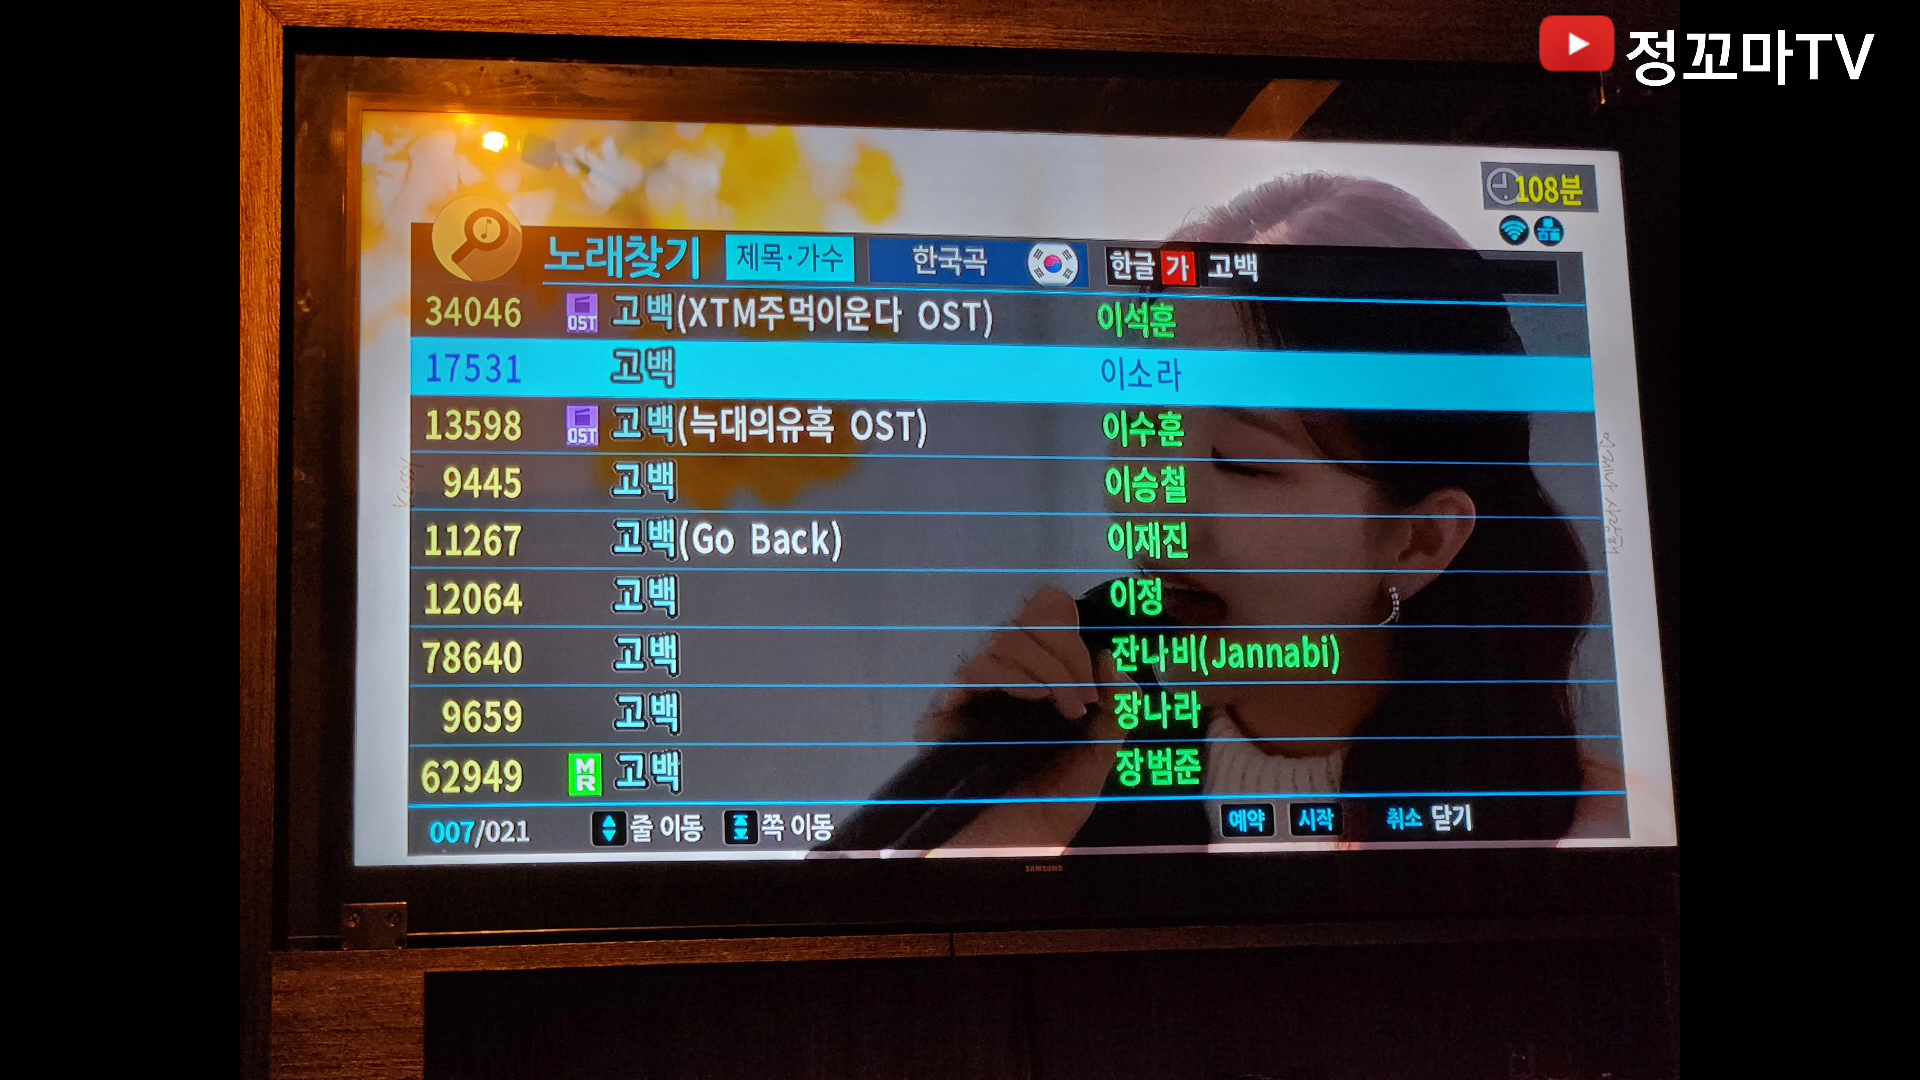 정꼬마TV
108분
노래찾기 제목·가수 한국곡 한글 가 고백
34046 OST 고백(XTM주먹이운다 OST) 이석훈
17531 고백 이소라
13598 OST 고백(늑대의유혹 OST) 이수훈
9445 고백 이승철
11267 고백(Go Back) 이재진
12064 고백 이정
78640 고백 잔나비(Jannabi)
9659 고백 장나라
62949 MR 고백 장범준
007/021 줄 이동 쪽 이동 예약 시작 취소 닫기
SAMSUNG